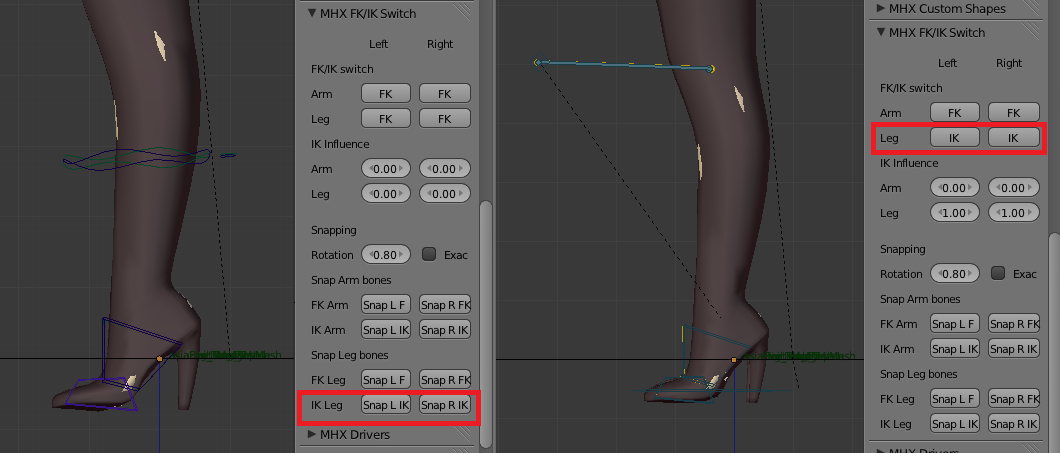 MHX FK/IK Switch
Left Right
FK/IK switch
Arm FK FK
Leg FK FK
IK Influence
Arm 0.00 0.00
Leg 0.00 0.00
Snapping
Rotation 0.80 Exac
Snap Arm bones
FK Arm Snap L F Snap R FK
IK Arm Snap L IK Snap R IK
Snap Leg bones
FK Leg Snap L F Snap R FK
IK Leg Snap L IK Snap R IK
MHX Drivers
MHX Custom Shapes
MHX FK/IK Switch
Left Right
FK/IK switch
Arm FK FK
Leg IK IK
IK Influence
Arm 0.00 0.00
Leg 1.00 1.00
Snapping
Rotation 0.80 Exac
Snap Arm bones
FK Arm Snap L F Snap R FK
IK Arm Snap L IK Snap R IK
Snap Leg bones
FK Leg Snap L F Snap R FK
IK Leg Snap L IK Snap R IK